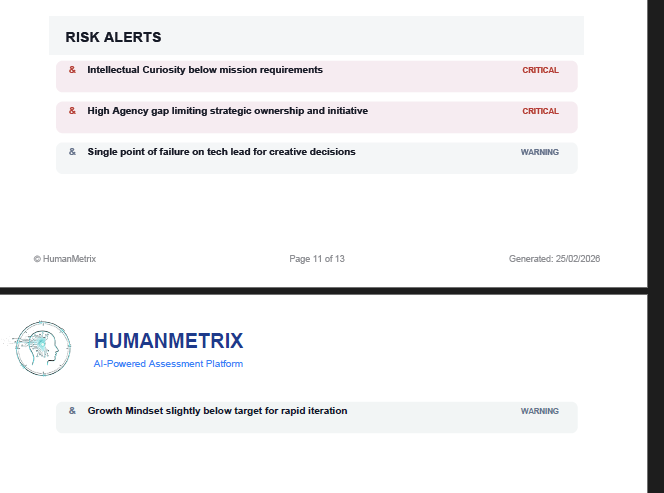 RISK ALERTS
& Intellectual Curiosity below mission requirements CRITICAL
& High Agency gap limiting strategic ownership and initiative CRITICAL
& Single point of failure on tech lead for creative decisions WARNING
© HumanMetrix Page 11 of 13 Generated: 25/02/2026
HUMANMETRIX
AI-Powered Assessment Platform
& Growth Mindset slightly below target for rapid iteration WARNING